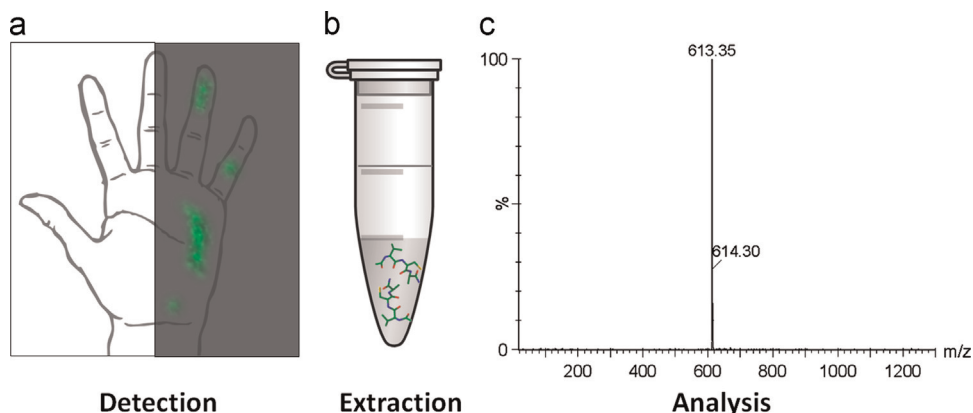 a
b
c
613.35
100
%
614.30
0
m/z
200
400
600
800
1000
1200
Detection
Extraction
Analysis